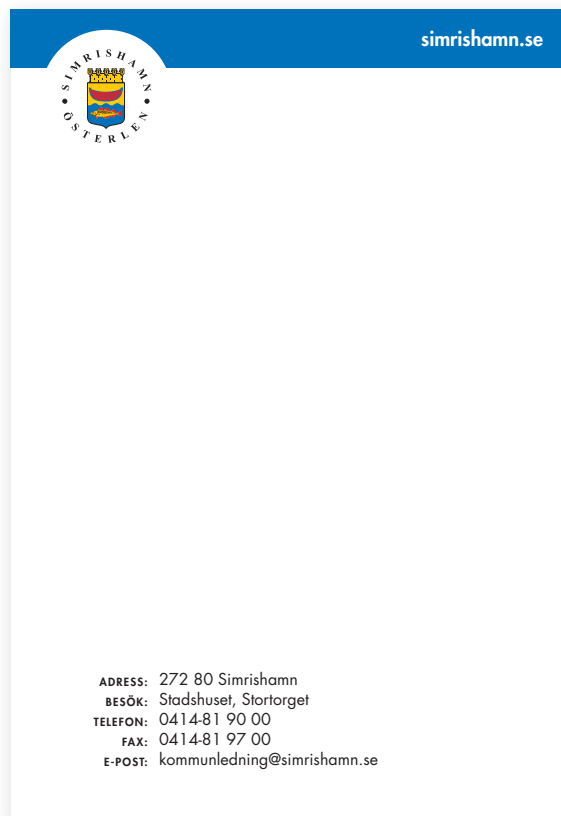 simrishamn.se
SIMRISHAMN
ÖSTERLEN
ADRESS: 272 80 Simrishamn
BESÖK: Stadshuset, Stortorget
TELEFON: 0414-81 90 00
FAX: 0414-81 97 00
E-POST: kommunledning@simrishamn.se